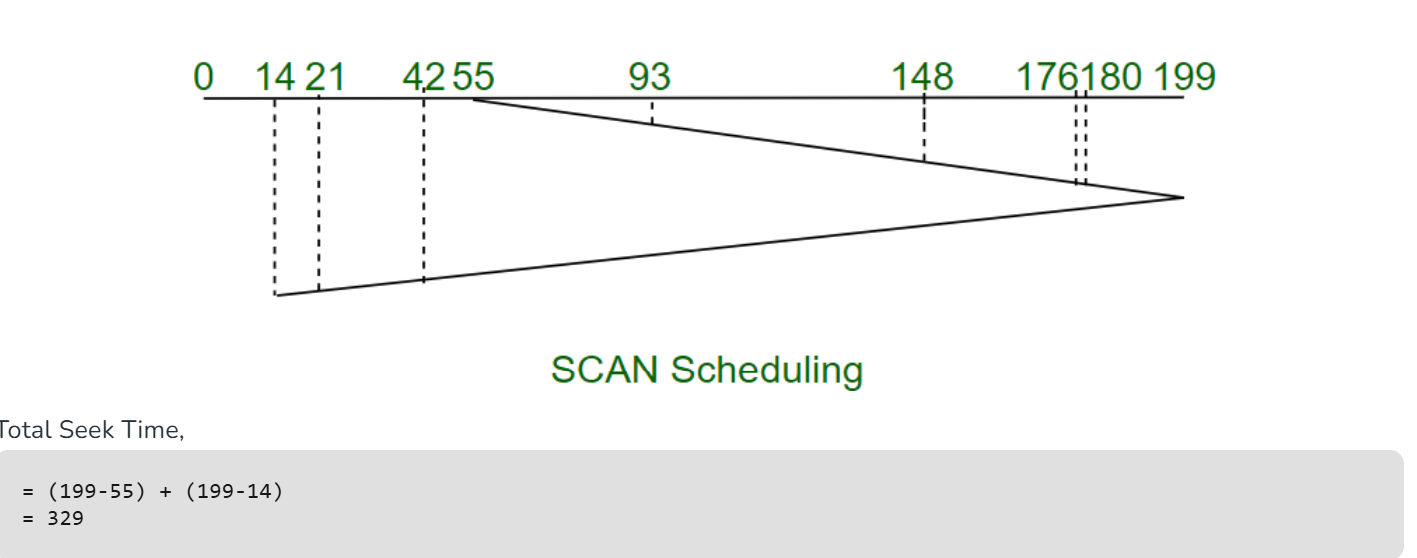 0 14 21 42 55 93 148 176 180 199
SCAN Scheduling
Total Seek Time,
= (199-55) + (199-14)
= 329